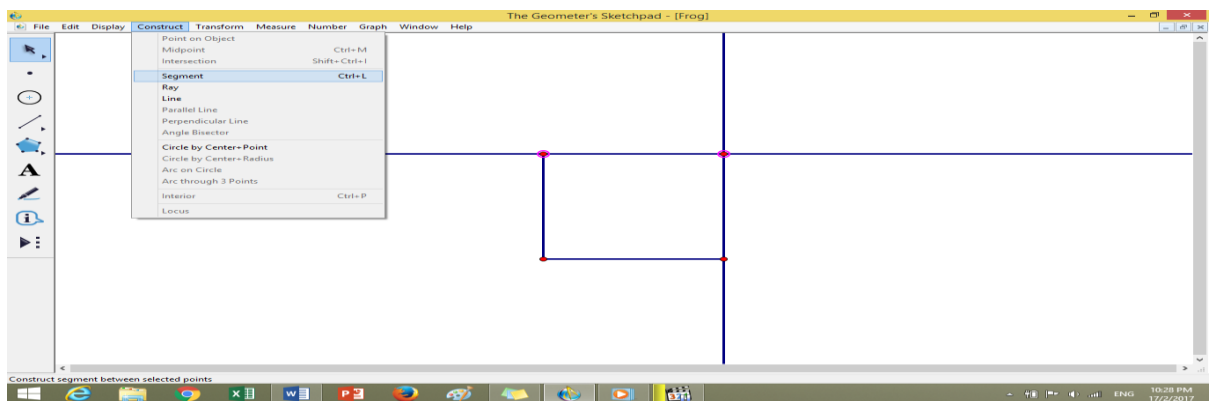 The Geometer's Sketchpad - [Frog]
File Edit Display Construct Transform Measure Number Graph Window Help
Point on Object
Midpoint Ctrl+M
Intersection Shift+Ctrl+I
Segment Ctrl+L
Ray
Line
Parallel Line
Perpendicular Line
Angle Bisector
Circle by Center+Point
Circle by Center+Radius
Arc on Circle
Arc through 3 Points
Interior Ctrl+P
Locus
A
Construct segment between selected points
ENG
10:28 PM
17/2/2017